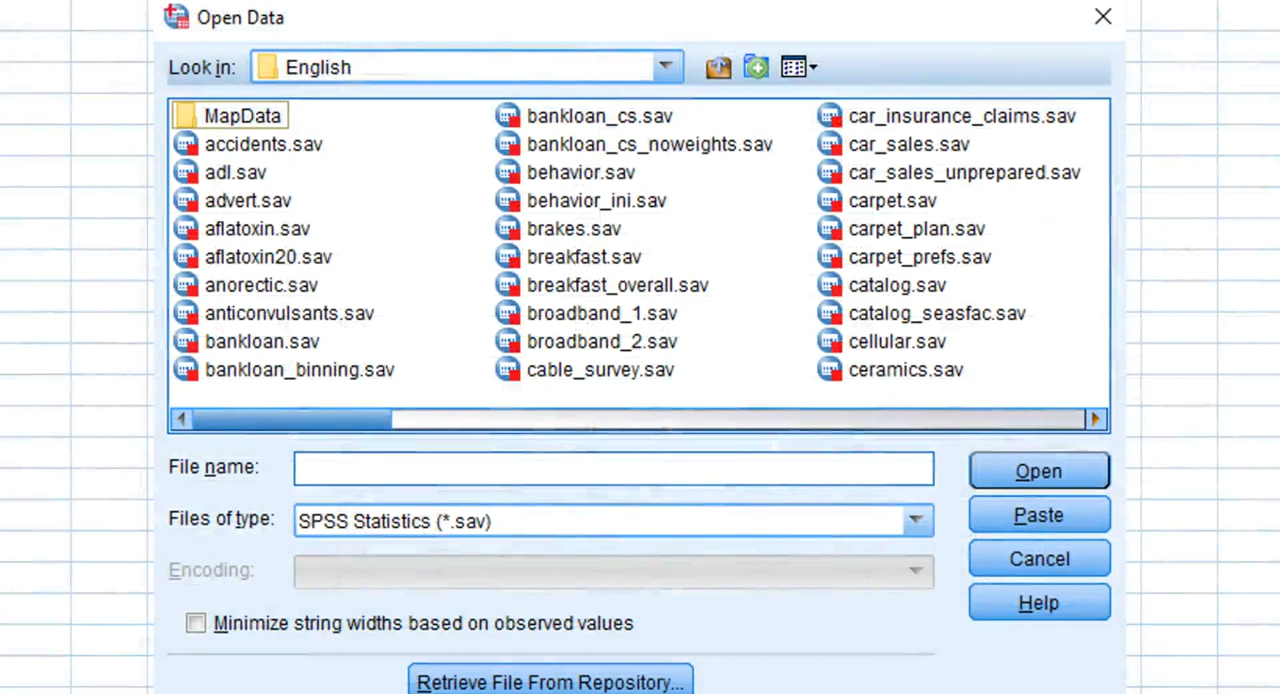 Open Data
Look in: English
MapData
accidents.sav
adl.sav
advert.sav
aflatoxin.sav
aflatoxin20.sav
anorectic.sav
anticonvulsants.sav
bankloan.sav
bankloan_binning.sav
bankloan_cs.sav
bankloan_cs_noweights.sav
behavior.sav
behavior_ini.sav
brakes.sav
breakfast.sav
breakfast_overall.sav
broadband_1.sav
broadband_2.sav
cable_survey.sav
car_insurance_claims.sav
car_sales.sav
car_sales_unprepared.sav
carpet.sav
carpet_plan.sav
carpet_prefs.sav
catalog.sav
catalog_seasfac.sav
cellular.sav
ceramics.sav
File name:
Open
Files of type: SPSS Statistics (*.sav)
Paste
Encoding:
Cancel
Help
Minimize string widths based on observed values
Retrieve File From Repository...